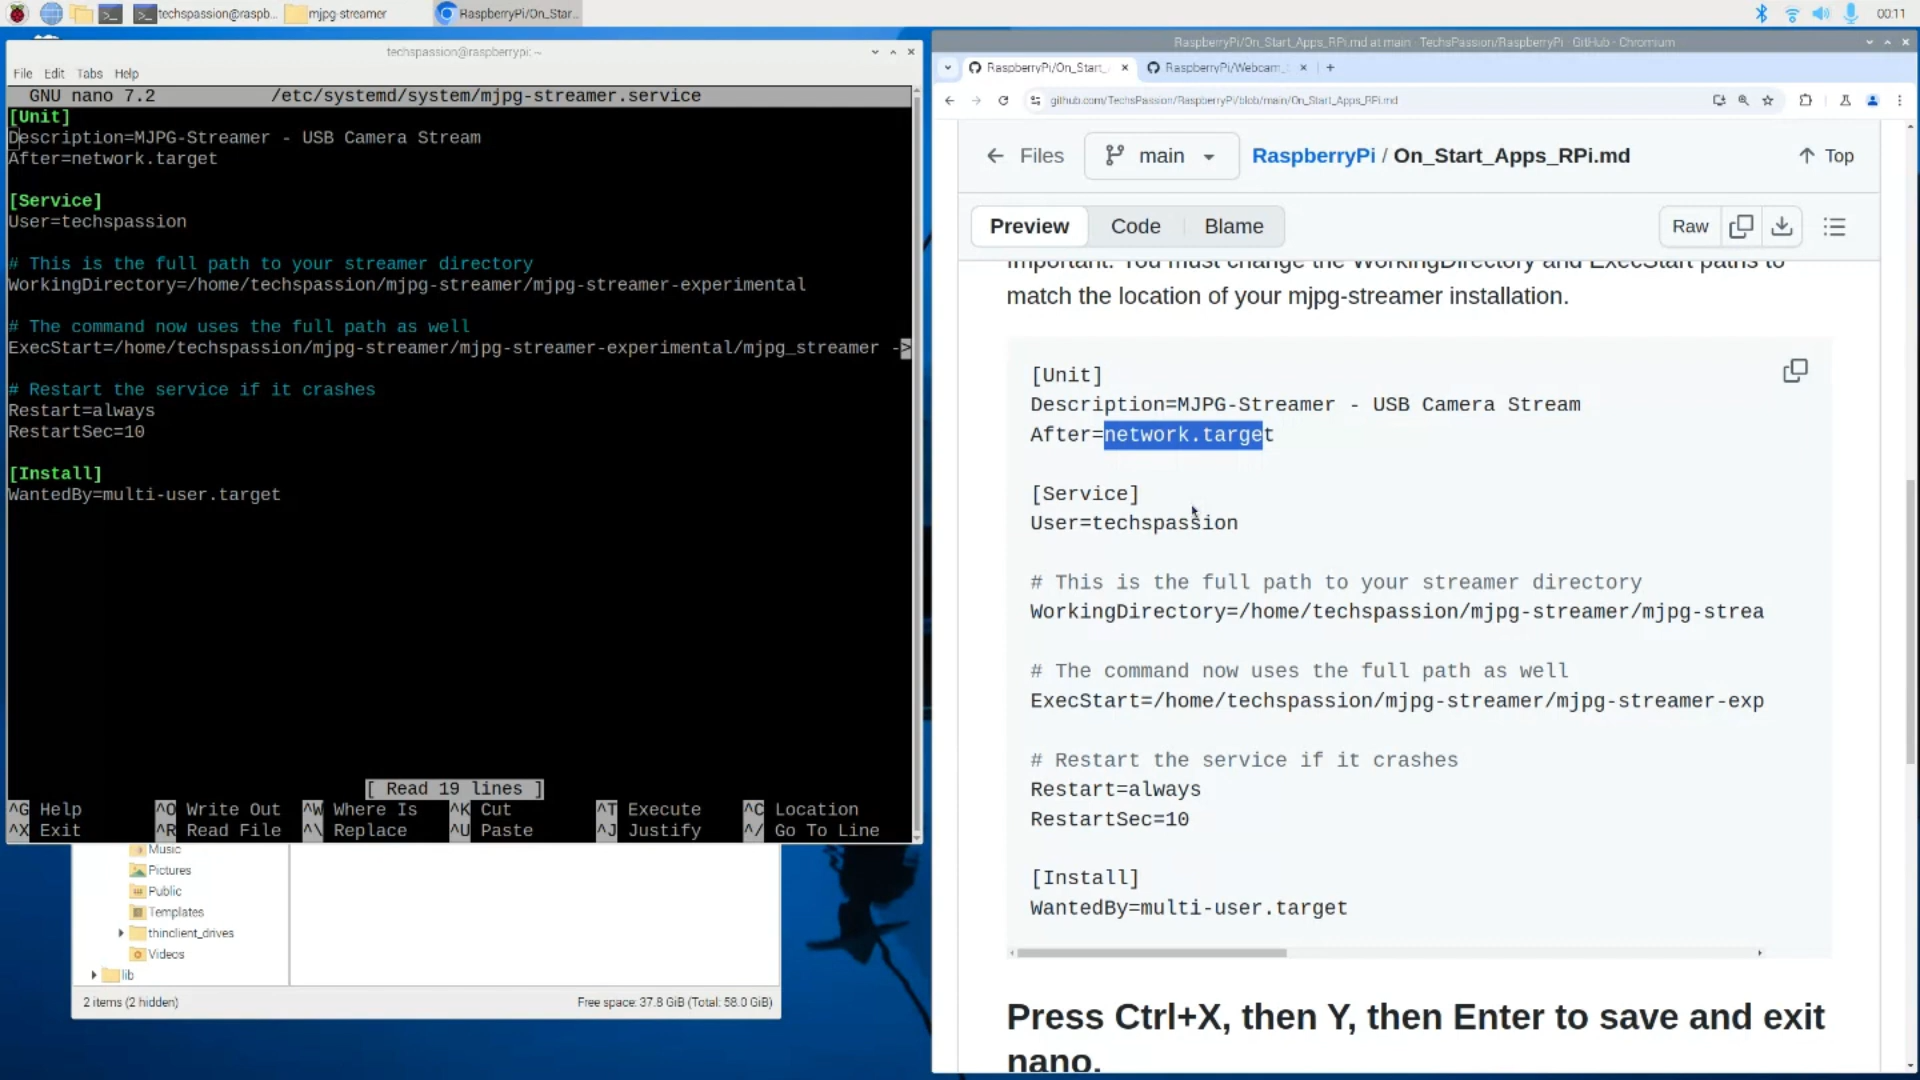 techspassion@raspb...
mjpg-streamer
RaspberryPi/On_Star...
00:11
techspassion@raspberrypi: ~
File Edit Tabs Help
GNU nano 7.2 /etc/systemd/system/mjpg-streamer.service
[Unit]
Description=MJPG-Streamer - USB Camera Stream
After=network.target
[Service]
User=techspassion
# This is the full path to your streamer directory
WorkingDirectory=/home/techspassion/mjpg-streamer/mjpg-streamer-experimental
# The command now uses the full path as well
ExecStart=/home/techspassion/mjpg-streamer/mjpg-streamer-experimental/mjpg_streamer ->
# Restart the service if it crashes
Restart=always
RestartSec=10
[Install]
WantedBy=multi-user.target
[ Read 19 lines ]
^G Help ^O Write Out ^W Where Is ^K Cut ^T Execute ^C Location
^X Exit ^R Read File ^\ Replace ^U Paste ^J Justify ^/ Go To Line
Music
Pictures
Public
Templates
thinclient_drives
Videos
lib
2 items (2 hidden) Free space: 37.8 GiB (Total: 58.0 GiB)
RaspberryPi/On_Start_Apps_RPi.md at main · TechsPassion/RaspberryPi · GitHub - Chromium
RaspberryPi/On_Start_
RaspberryPi/Webcam_
github.com/TechsPassion/RaspberryPi/blob/main/On_Start_Apps_RPi.md
Files main RaspberryPi / On_Start_Apps_RPi.md Top
Preview Code Blame Raw
Important: You must change the WorkingDirectory and ExecStart paths to
match the location of your mjpg-streamer installation.
[Unit]
Description=MJPG-Streamer - USB Camera Stream
After=network.target
[Service]
User=techspassion
# This is the full path to your streamer directory
WorkingDirectory=/home/techspassion/mjpg-streamer/mjpg-strea
# The command now uses the full path as well
ExecStart=/home/techspassion/mjpg-streamer/mjpg-streamer-exp
# Restart the service if it crashes
Restart=always
RestartSec=10
[Install]
WantedBy=multi-user.target
Press Ctrl+X, then Y, then Enter to save and exit
nano.